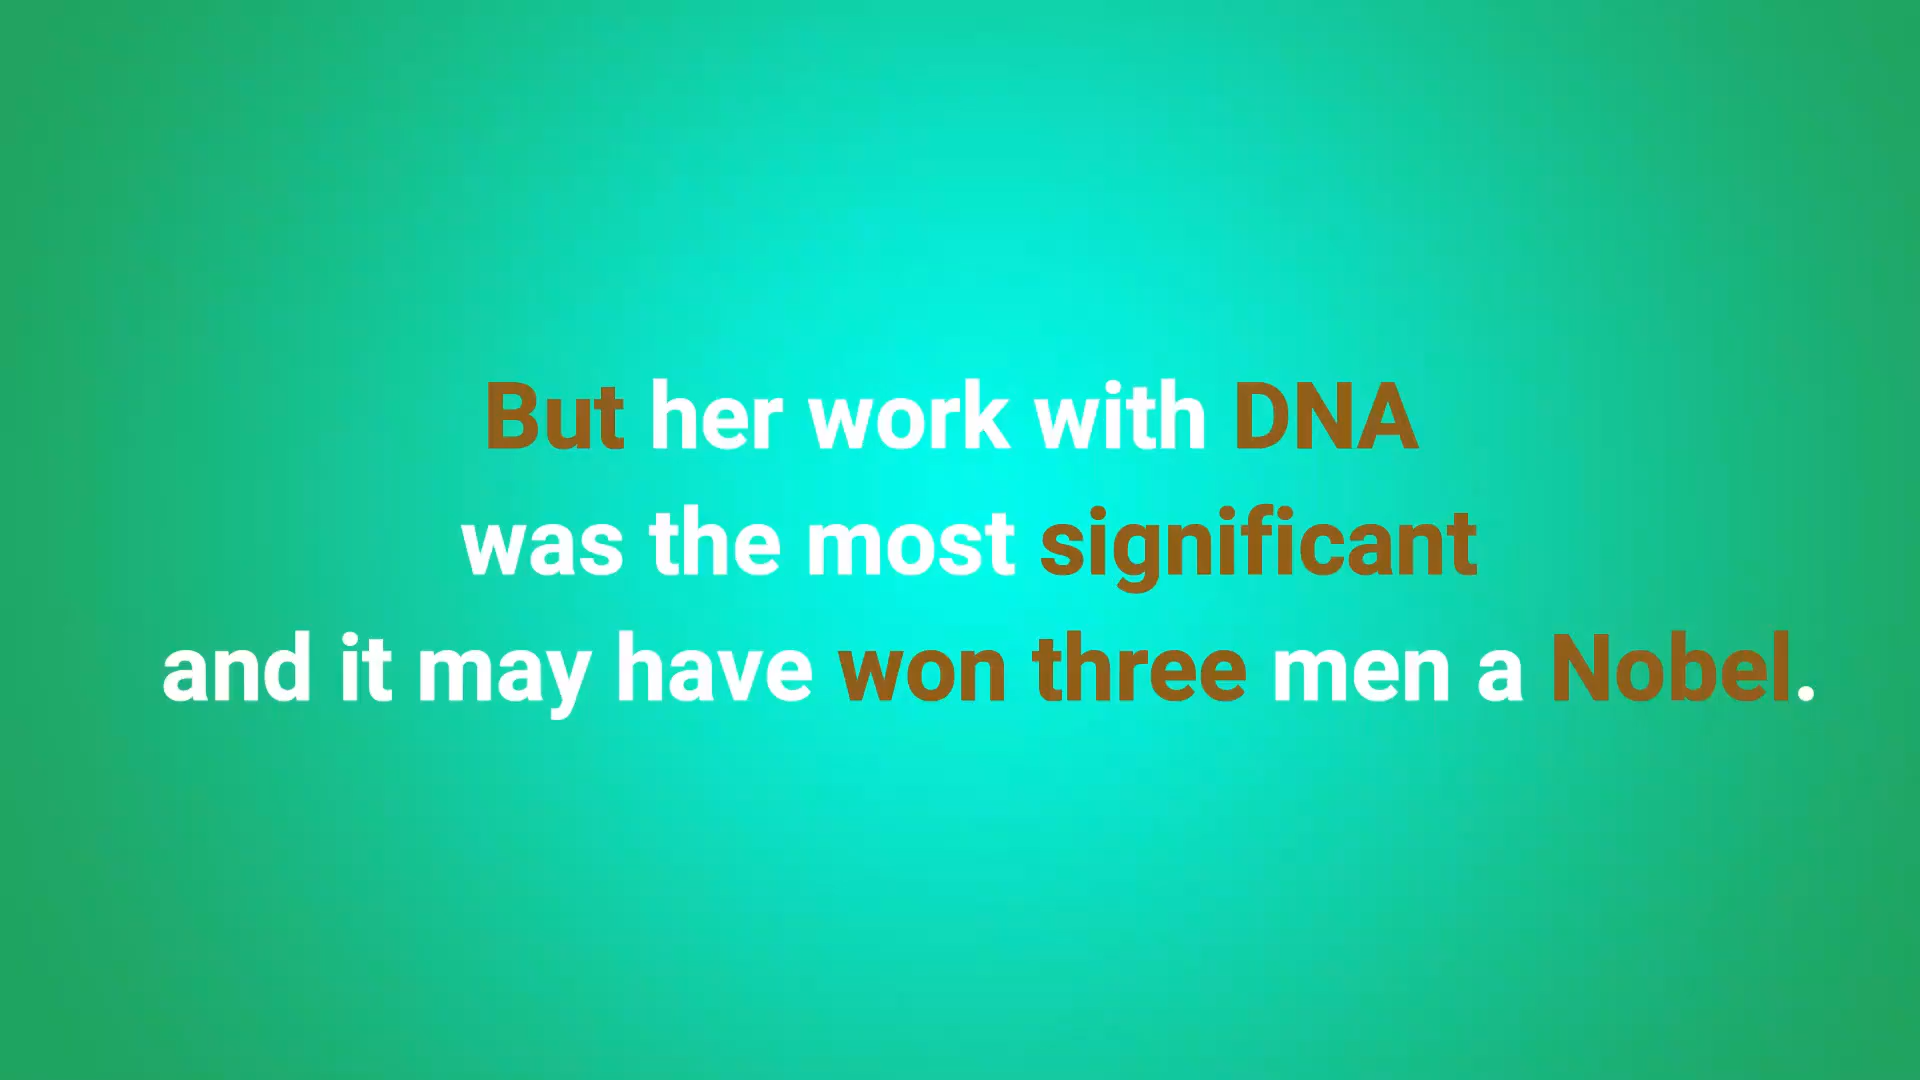 But her work with DNA
was the most significant
and it may have won three men a Nobel.